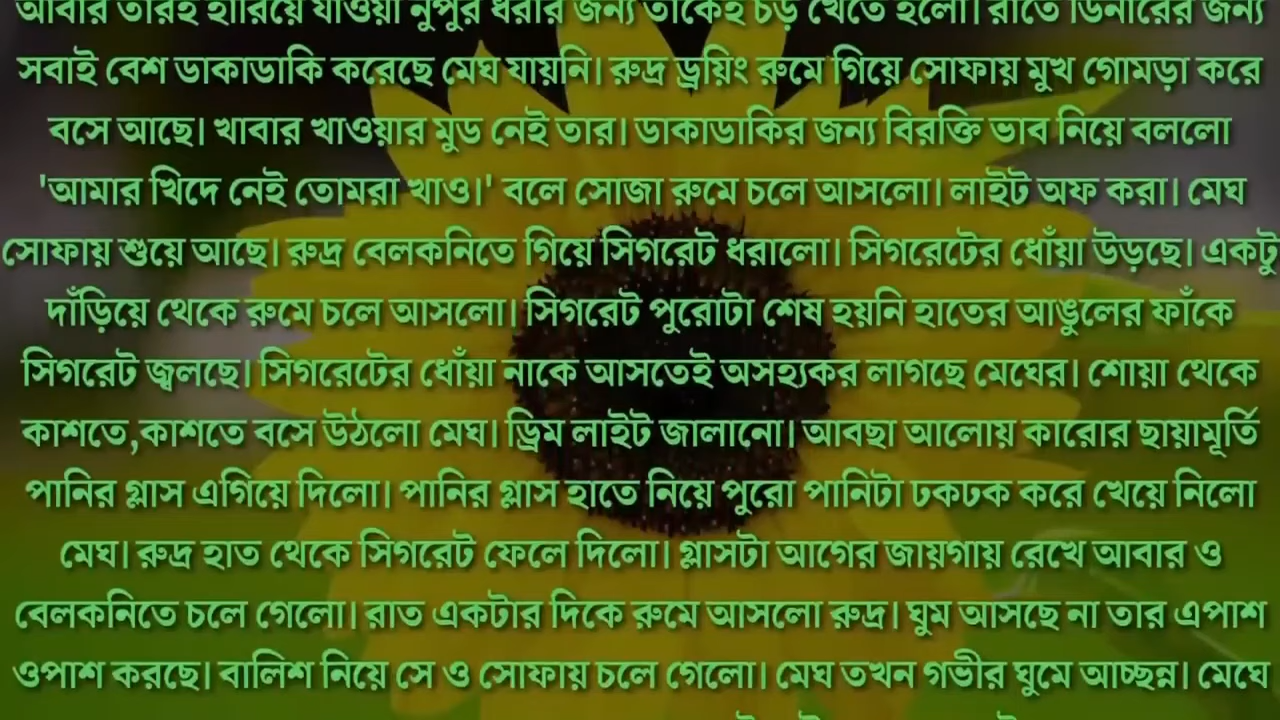 আবার তারই হারিয়ে যাওয়া নুপুর ধরার জন্য তাকেই চড় খেতে হলো। রাতে ডিনারের জন্য
সবাই বেশ ডাকাডাকি করেছে মেঘ যায়নি। রুদ্র ড্রয়িং রুমে গিয়ে সোফায় মুখ গোমড়া করে
বসে আছে। খাবার খাওয়ার মুড নেই তার। ডাকাডাকির জন্য বিরক্তি ভাব নিয়ে বললো
'আমার খিদে নেই তোমরা খাও।' বলে সোজা রুমে চলে আসলো। লাইট অফ করা। মেঘ
সোফায় শুয়ে আছে। রুদ্র বেলকনিতে গিয়ে সিগরেট ধরালো। সিগরেটের ধোঁয়া উড়ছে। একটু
দাঁড়িয়ে থেকে রুমে চলে আসলো। সিগরেট পুরোটা শেষ হয়নি হাতের আঙুলের ফাঁকে
সিগরেট জ্বলছে। সিগরেটের ধোঁয়া নাকে আসতেই অসহ্যকর লাগছে মেঘের। শোয়া থেকে
কাশতে,কাশতে বসে উঠলো মেঘ। ড্রিম লাইট জালানো। আবছা আলোয় কারোর ছায়ামূর্তি
পানির গ্লাস এগিয়ে দিলো। পানির গ্লাস হাতে নিয়ে পুরো পানিটা ঢকঢক করে খেয়ে নিলো
মেঘ। রুদ্র হাত থেকে সিগরেট ফেলে দিলো। গ্লাসটা আগের জায়গায় রেখে আবার ও
বেলকনিতে চলে গেলো। রাত একটার দিকে রুমে আসলো রুদ্র। ঘুম আসছে না তার এপাশ
ওপাশ করছে। বালিশ নিয়ে সে ও সোফায় চলে গেলো। মেঘ তখন গভীর ঘুমে আচ্ছন্ন। মেঘে